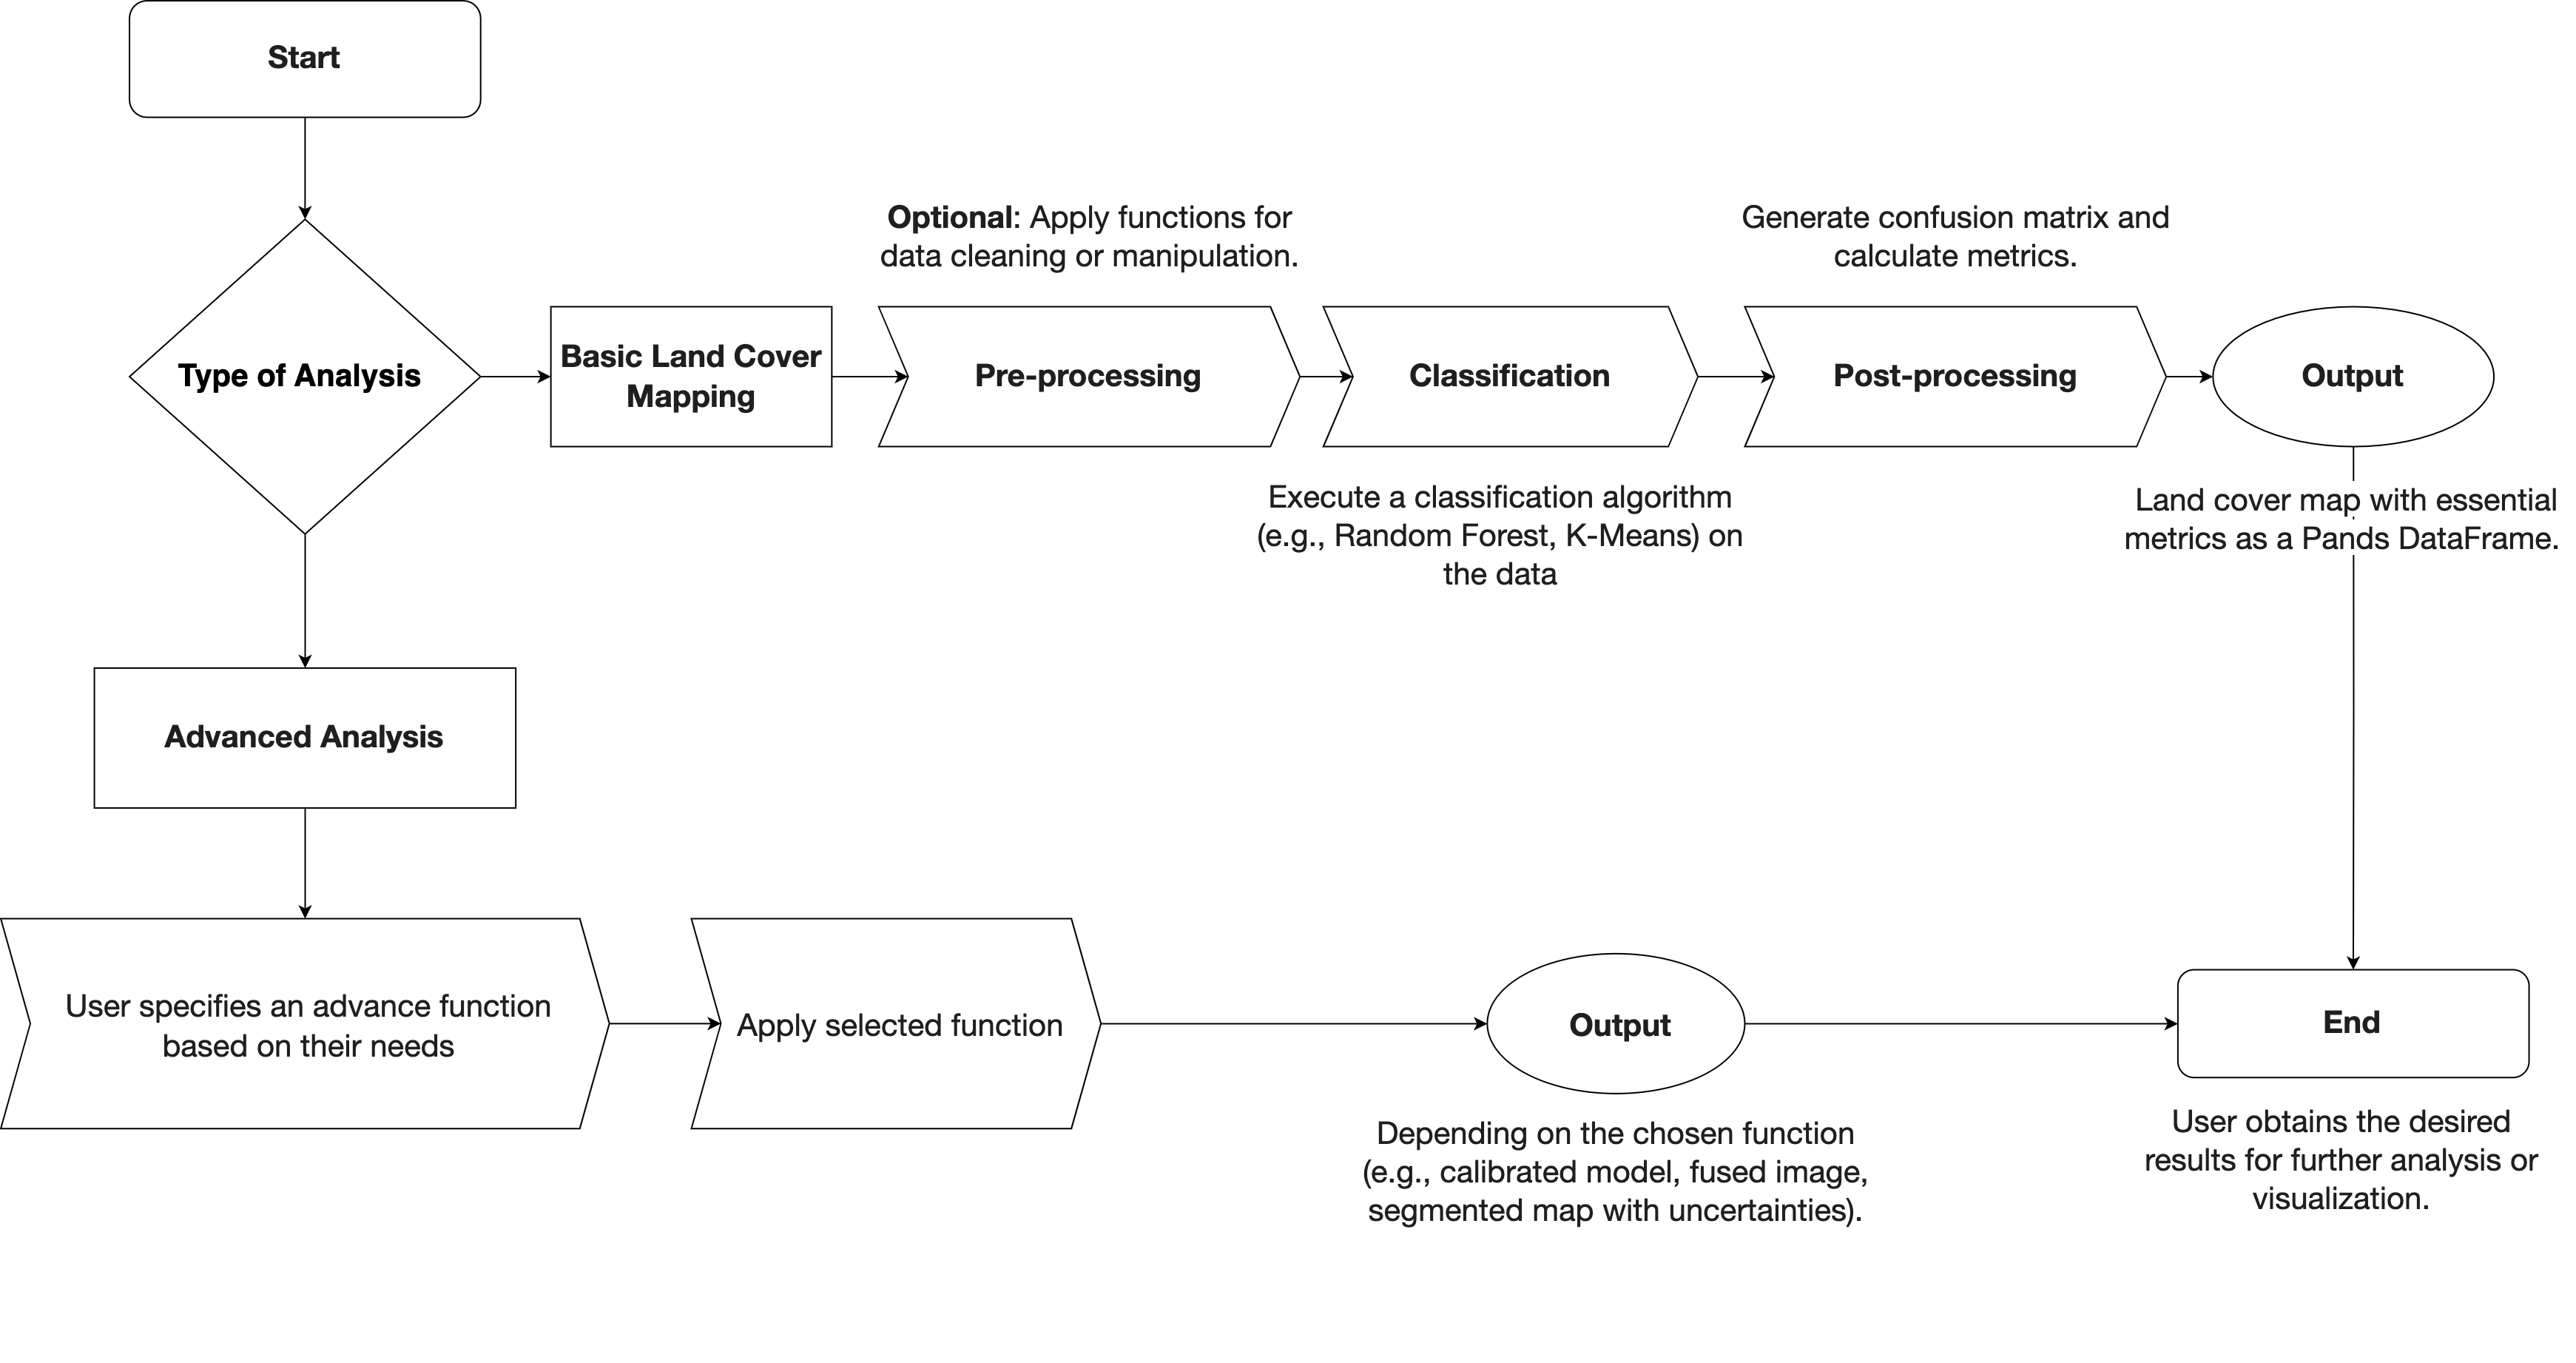 Start
Optional: Apply functions for
data cleaning or manipulation.
Generate confusion matrix and
calculate metrics.
Type of Analysis
Basic Land Cover
Mapping
Pre-processing
Classification
Post-processing
Output
Execute a classification algorithm
(e.g., Random Forest, K-Means) on
the data
Land cover map with essential
metrics as a Pands DataFrame.
Advanced Analysis
User specifies an advance function
based on their needs
Apply selected function
Output
End
Depending on the chosen function
(e.g., calibrated model, fused image,
segmented map with uncertainties).
User obtains the desired
results for further analysis or
visualization.